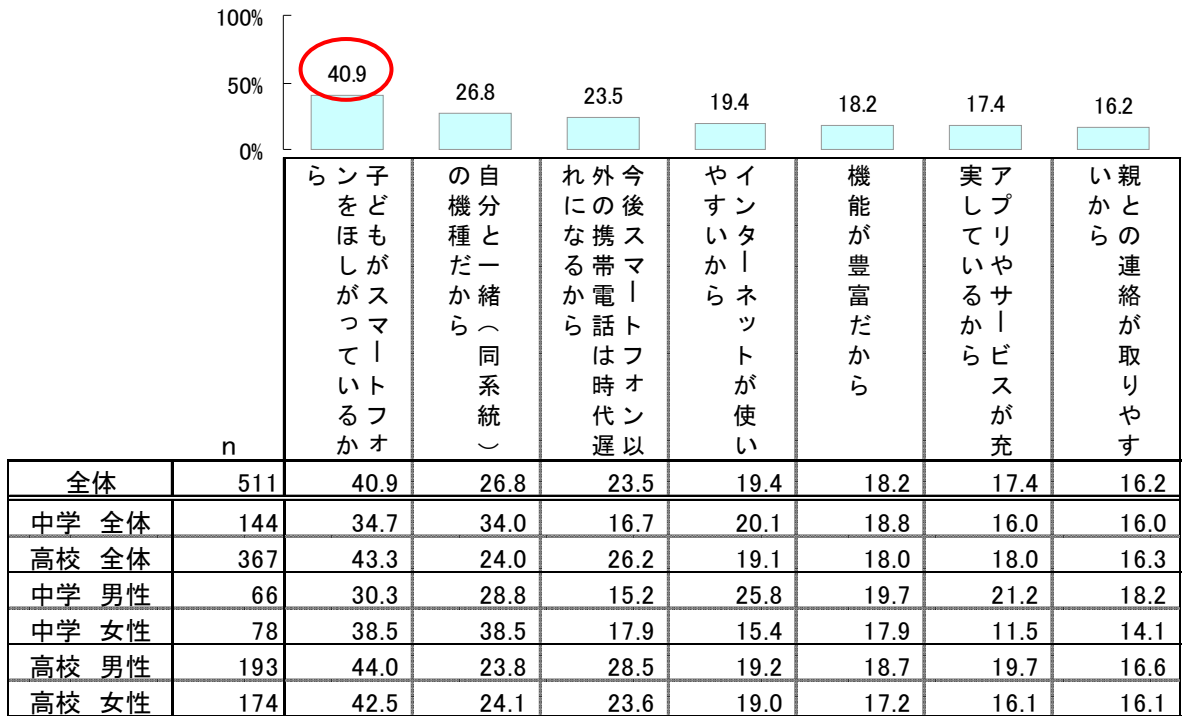 100%
50%
0%
40.9
26.8
23.5
19.4
18.2
17.4
16.2
子どもがスマートフォ
ンをほしがっているか
ら
自分と一緒（同系統）
の機種だから
今後スマートフォン以
外の携帯電話は時代遅
れになるから
インターネットが使い
やすいから
機能が豊富だから
アプリやサービスが充
実しているから
親との連絡が取りやす
いから
n
全体 511 40.9 26.8 23.5 19.4 18.2 17.4 16.2
中学 全体 144 34.7 34.0 16.7 20.1 18.8 16.0 16.0
高校 全体 367 43.3 24.0 26.2 19.1 18.0 18.0 16.3
中学 男性 66 30.3 28.8 15.2 25.8 19.7 21.2 18.2
中学 女性 78 38.5 38.5 17.9 15.4 17.9 11.5 14.1
高校 男性 193 44.0 23.8 28.5 19.2 18.7 19.7 16.6
高校 女性 174 42.5 24.1 23.6 19.0 17.2 16.1 16.1